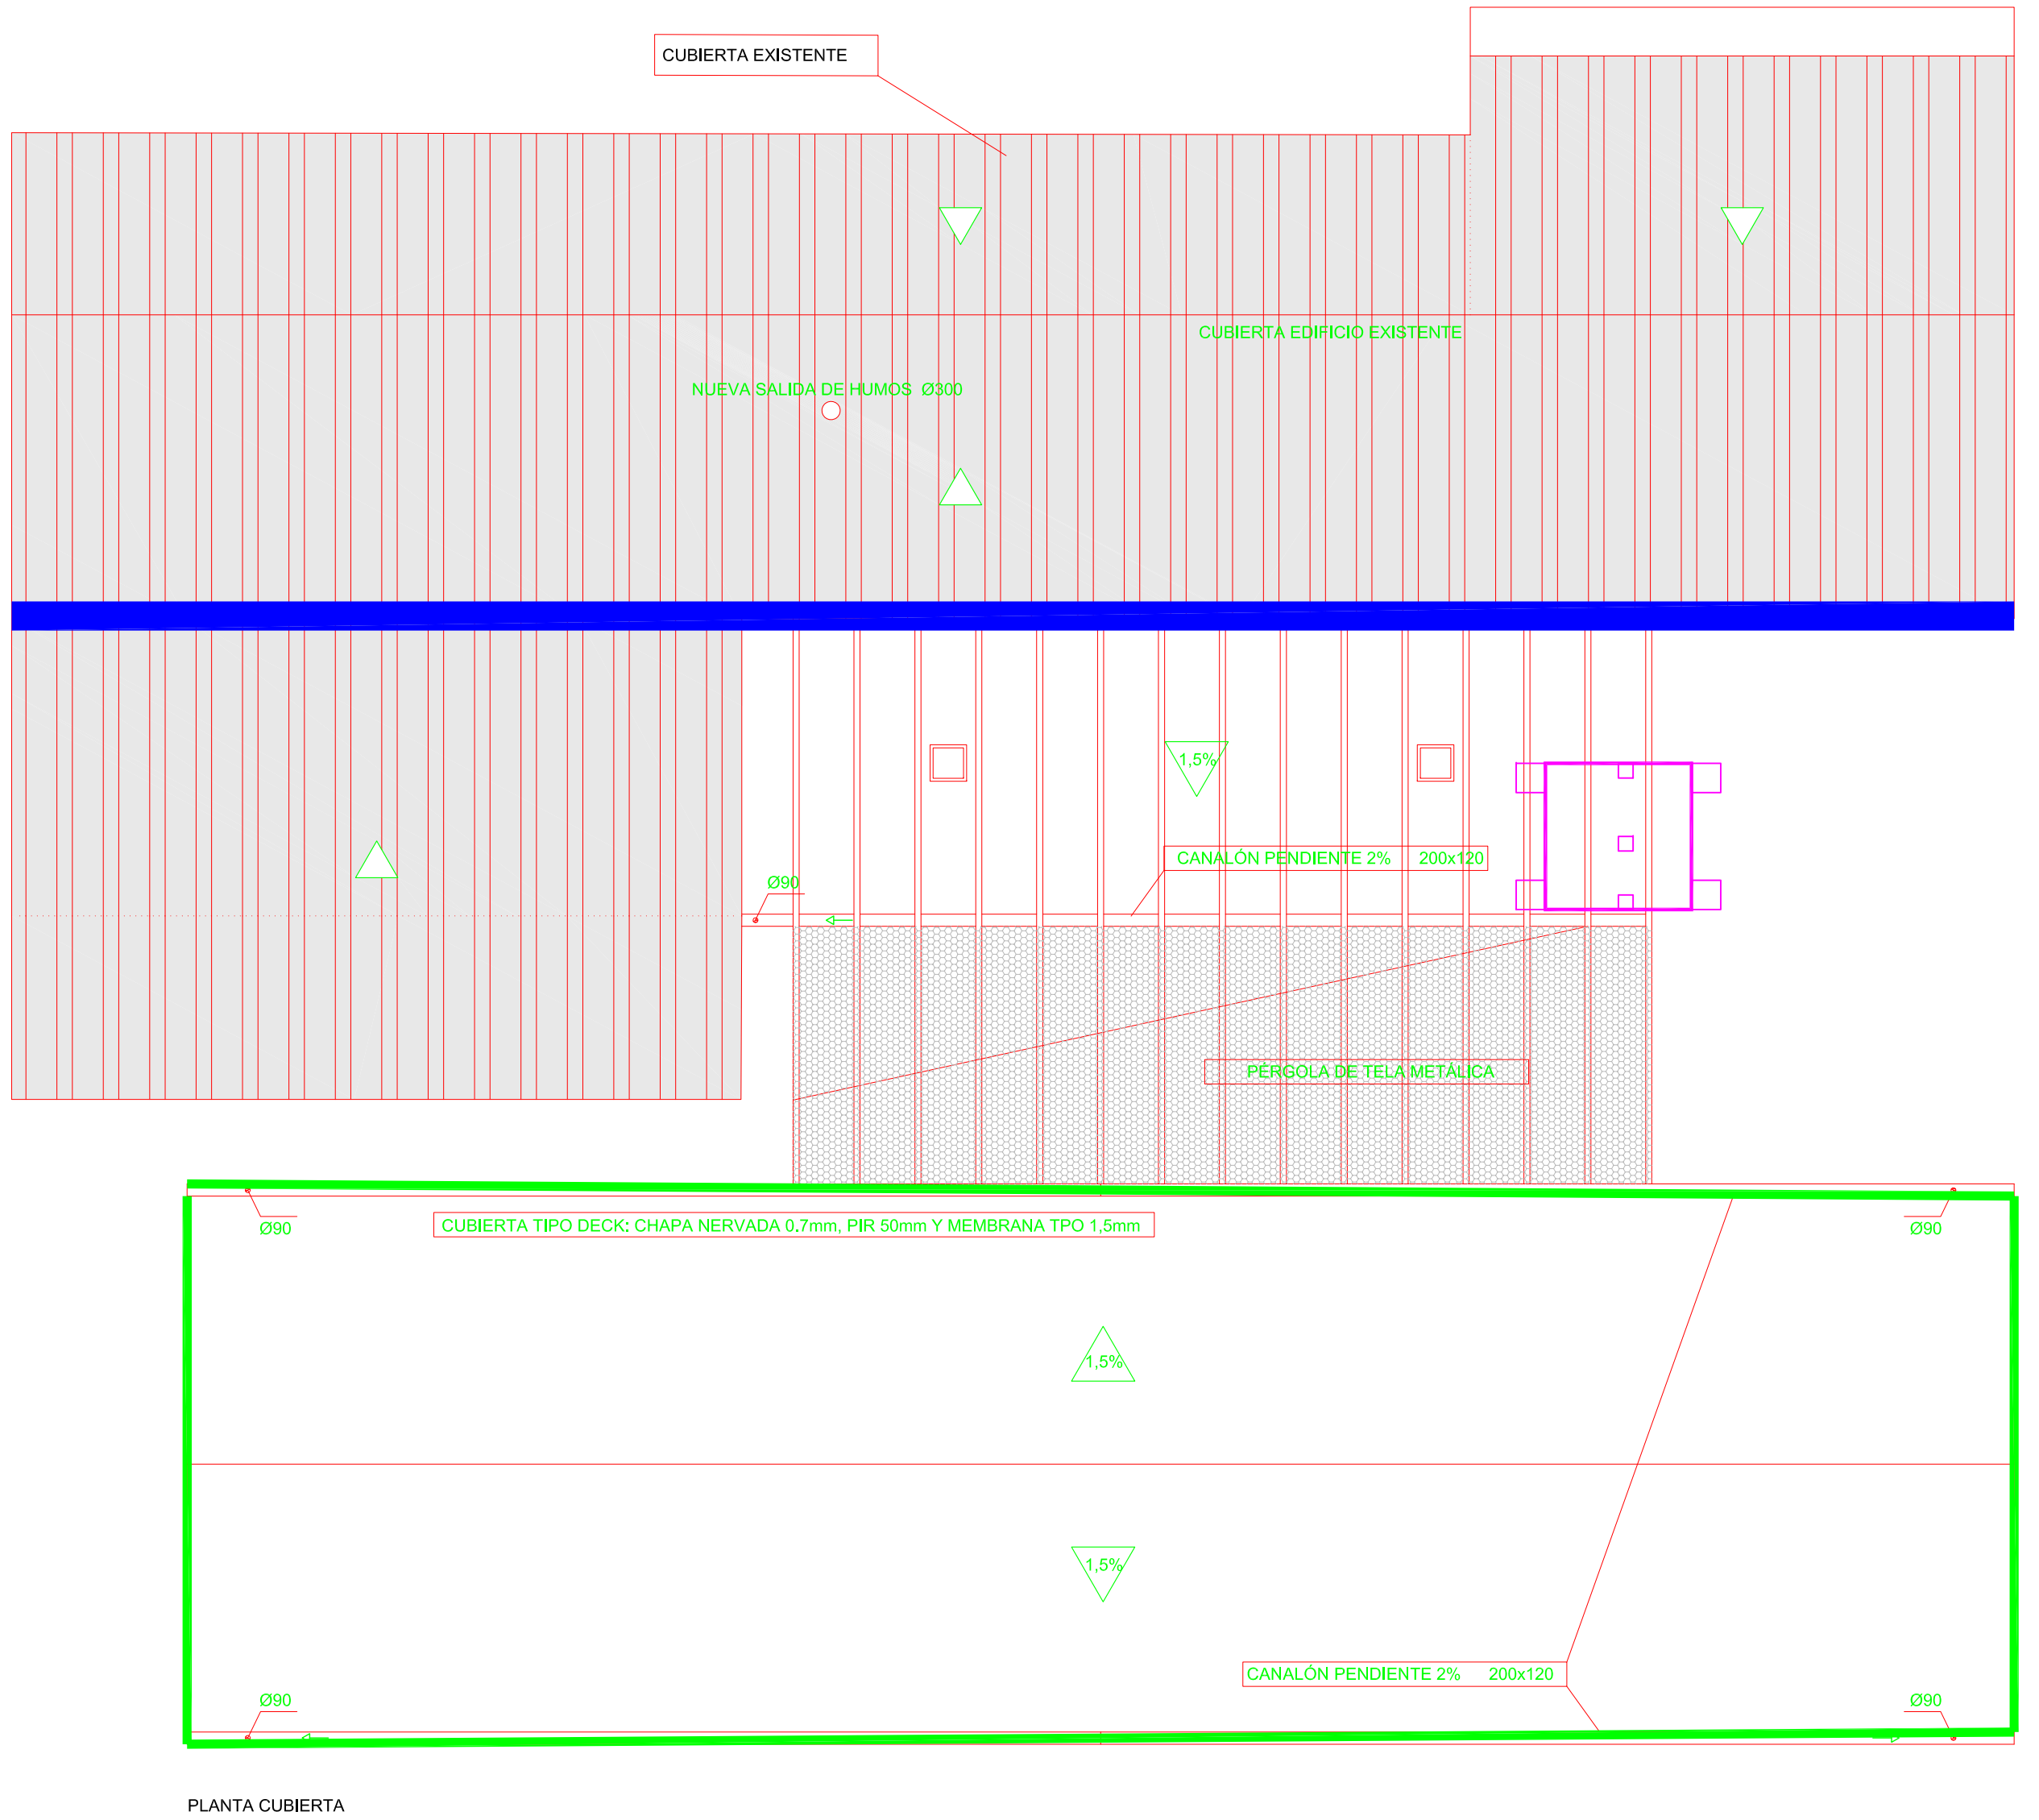 CUBIERTA EXISTENTE
CUBIERTA EDIFICIO EXISTENTE
NUEVA SALIDA DE HUMOS Ø300
1,5%
CANALÓN PENDIENTE 2% 200x120
Ø90
PÉRGOLA DE TELA METÁLICA
Ø90
CUBIERTA TIPO DECK: CHAPA NERVADA 0.7mm, PIR 50mm Y MEMBRANA TPO 1,5mm
Ø90
1,5%
1,5%
CANALÓN PENDIENTE 2% 200x120
Ø90
Ø90
PLANTA CUBIERTA